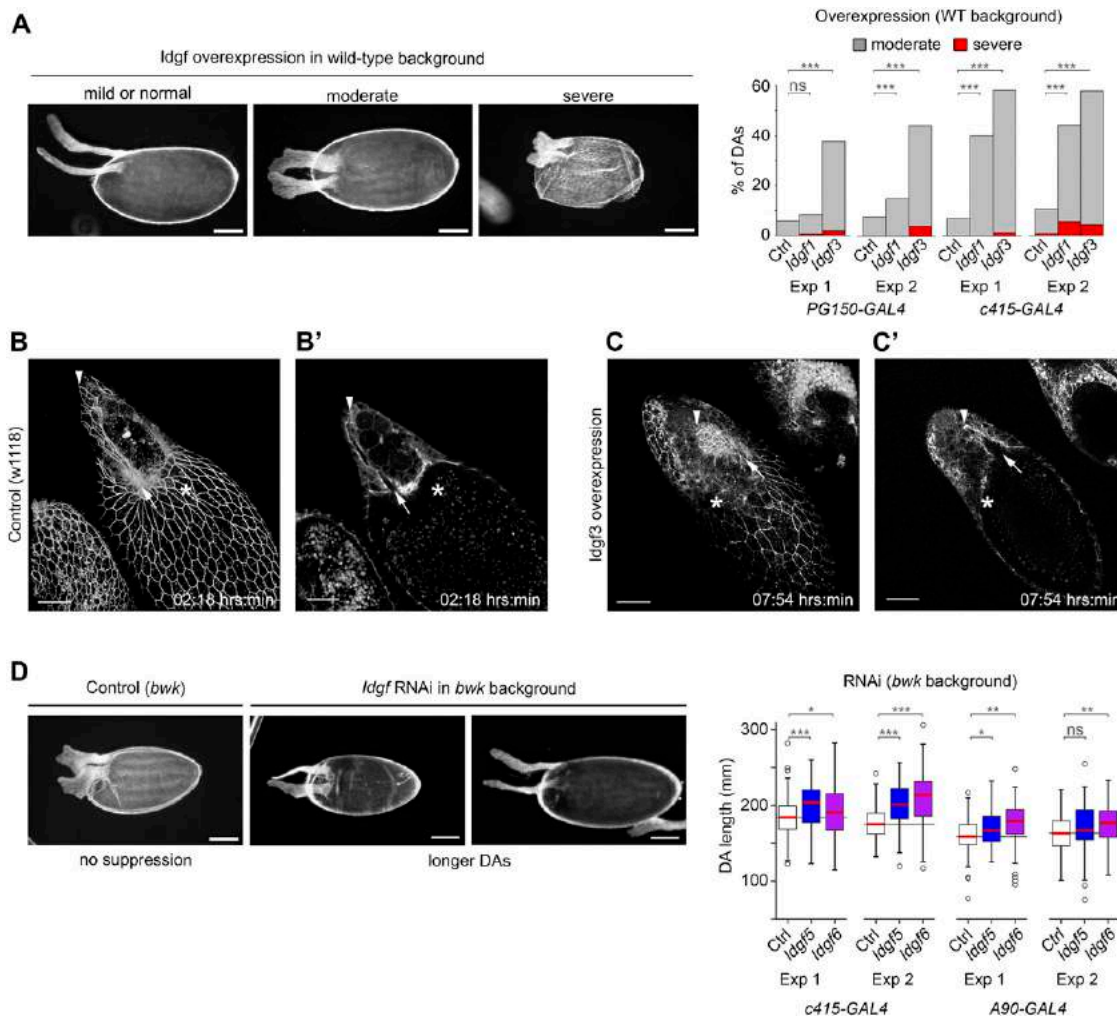 A
Idgf overexpression in wild-type background
mild or normal
moderate
severe
Overexpression (WT background)
moderate severe
*** *** *** ***
ns *** *** ***
% of DAs
60
40
20
0
Ctrl Idgf1 Idgf3 Ctrl Idgf1 Idgf3 Ctrl Idgf1 Idgf3 Ctrl Idgf1 Idgf3
Exp 1 Exp 2 Exp 1 Exp 2
PG150-GAL4 c415-GAL4
B
B'
C
C'
Control (w1118)
*
02:18 hrs:min
*
02:18 hrs:min
Idgf3 overexpression
*
07:54 hrs:min
*
07:54 hrs:min
D
Control (bwk)
Idgf RNAi in bwk background
no suppression
longer DAs
RNAi (bwk background)
* *** ** **
*** *** * ns
DA length (mm)
300
200
100
Ctrl Idgf5 Idgf6 Ctrl Idgf5 Idgf6 Ctrl Idgf5 Idgf6 Ctrl Idgf5 Idgf6
Exp 1 Exp 2 Exp 1 Exp 2
c415-GAL4 A90-GAL4